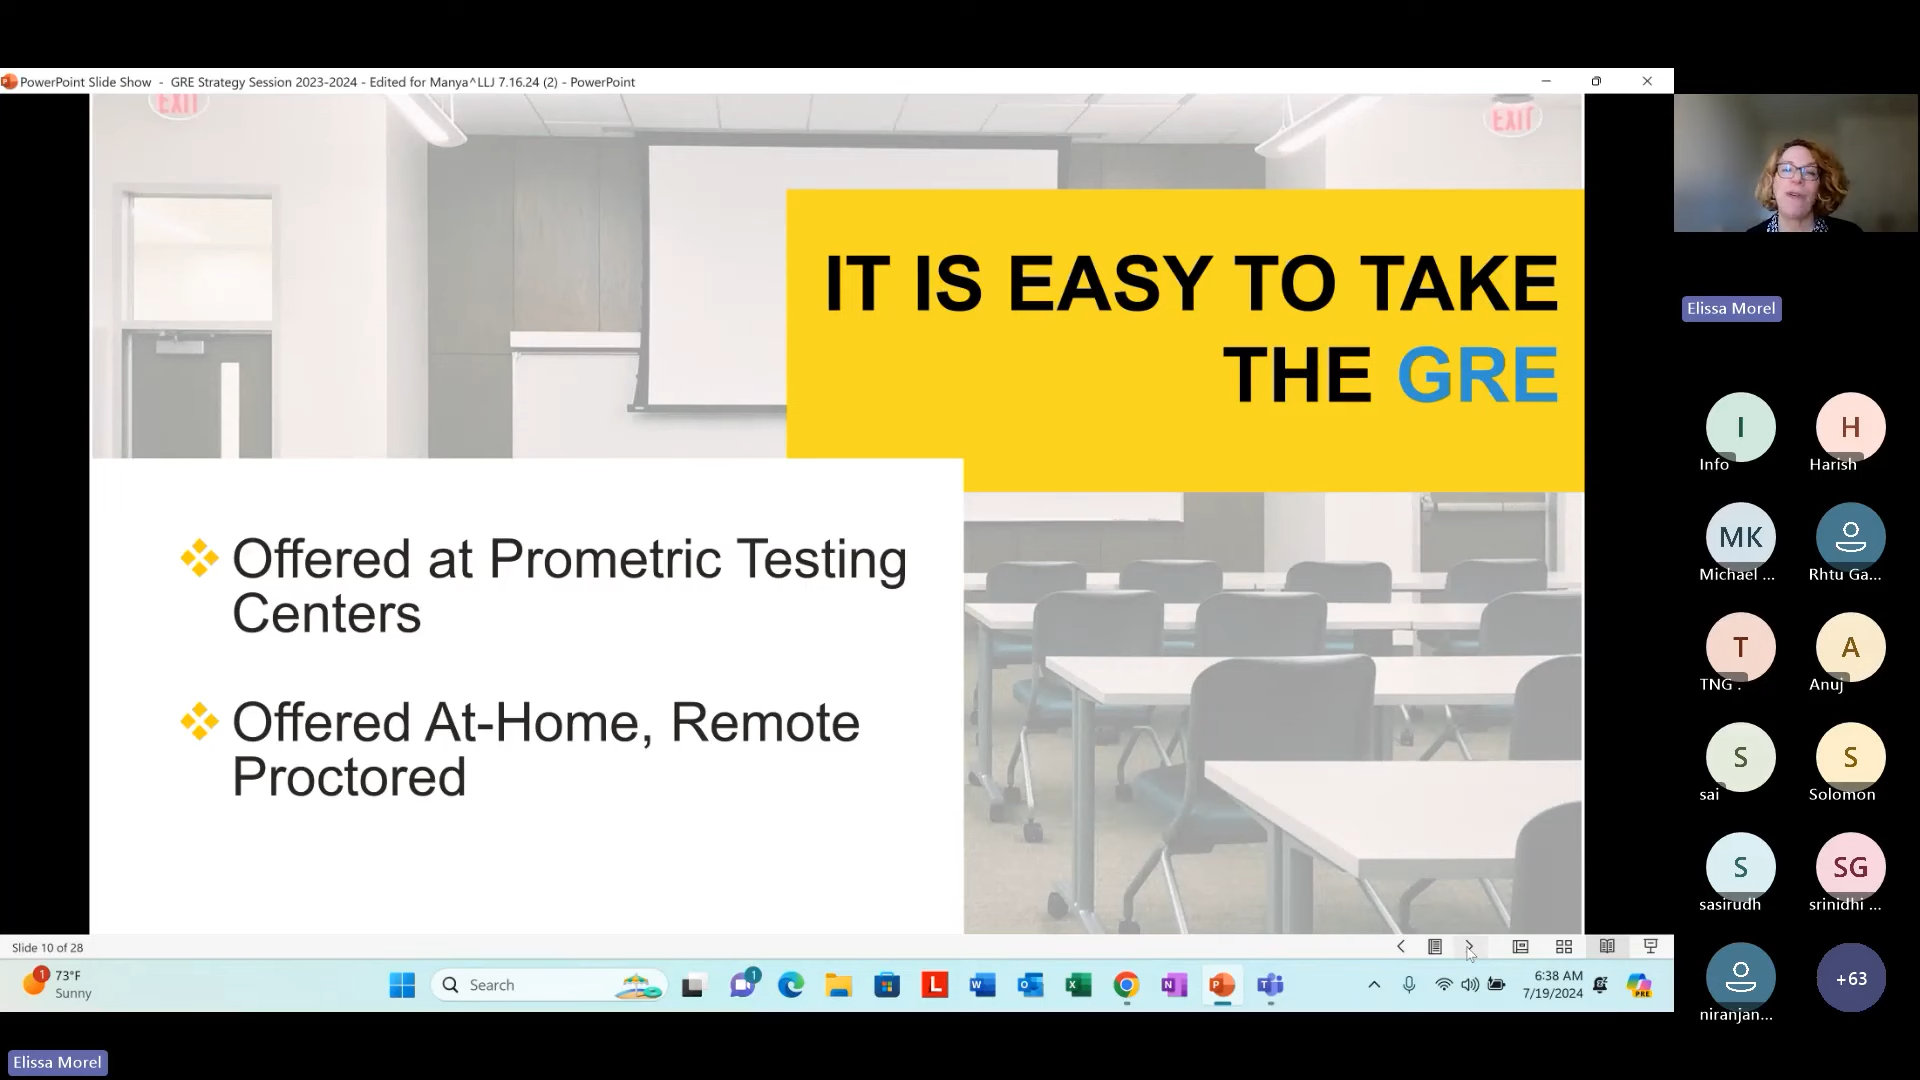 PowerPoint Slide Show - GRE Strategy Session 2023-2024 - Edited for Manya^LLJ 7.16.24 (2) - PowerPoint
EXIT
EXIT
IT IS EASY TO TAKE
THE GRE
Offered at Prometric Testing
Centers
Offered At-Home, Remote
Proctored
Elissa Morel
I
Info
H
Harish
MK
Michael ...
Rhtu Ga...
T
TNG .
A
Anuj
S
sai
S
Solomon
S
sasirudh
SG
srinidhi ...
niranjan...
+63
Slide 10 of 28
1
73°F
Sunny
Search
1
6:38 AM
7/19/2024
PRE
Elissa Morel